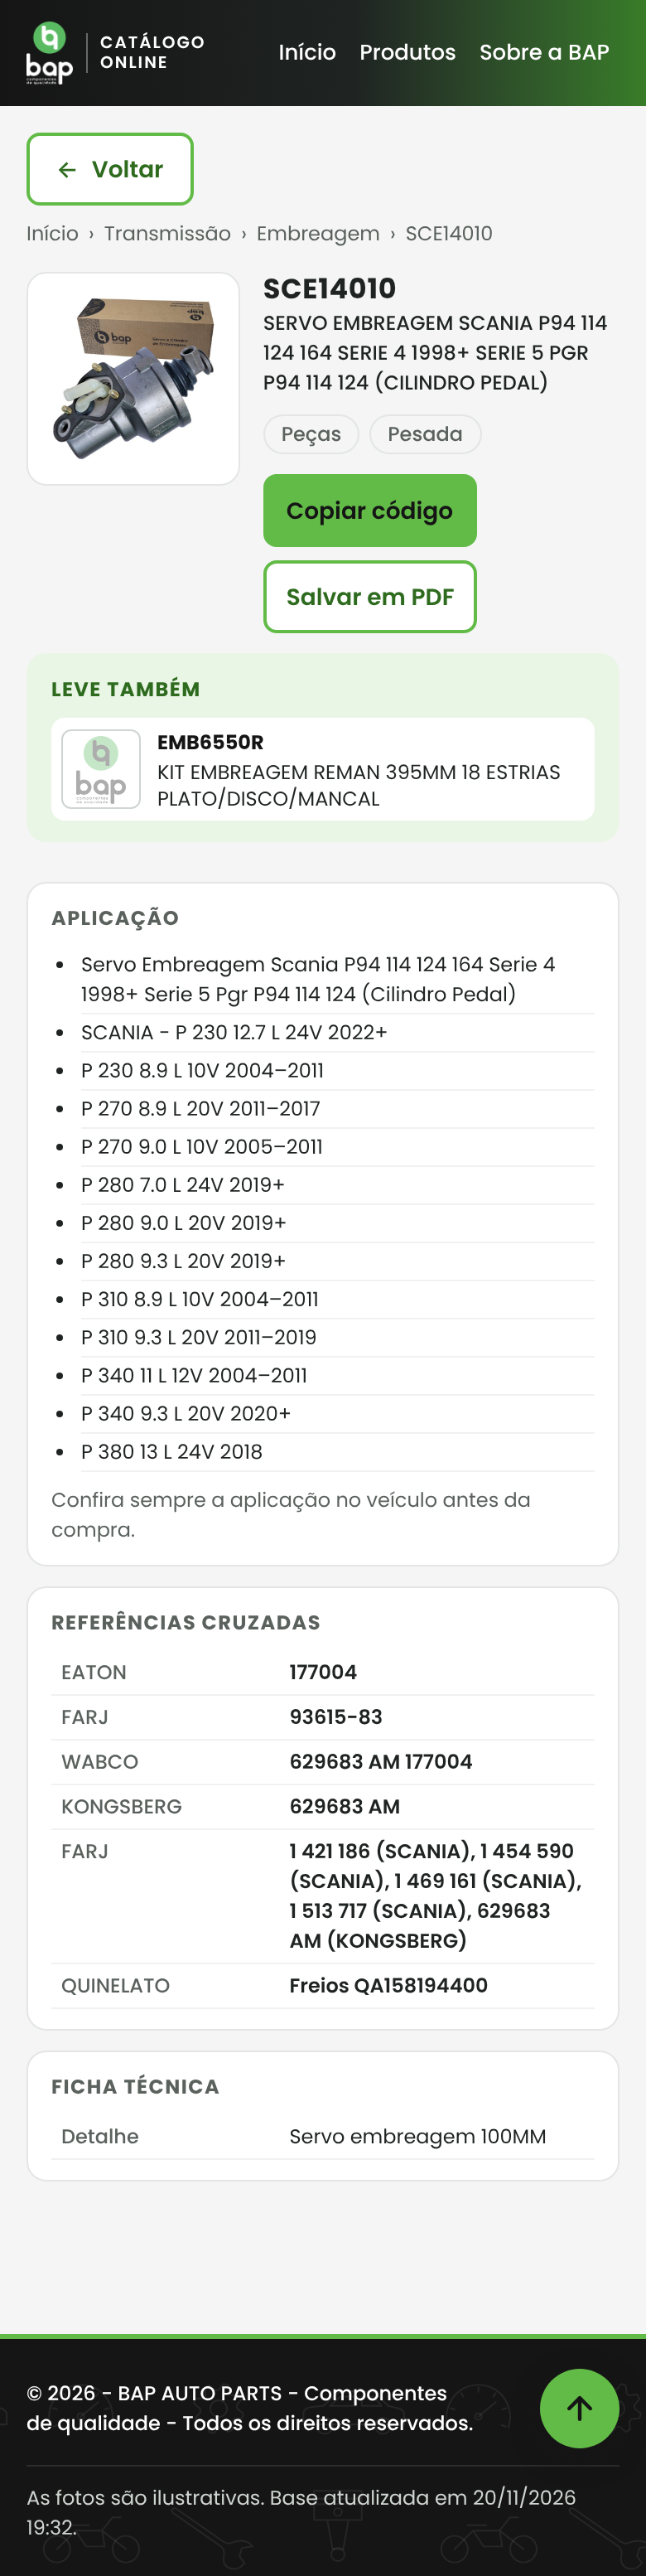 bap
CATÁLOGO
ONLINE
Início Produtos Sobre a BAP
← Voltar
Início › Transmissão › Embreagem › SCE14010
bap
SCE14010
SERVO EMBREAGEM SCANIA P94 114
124 164 SERIE 4 1998+ SERIE 5 PGR
P94 114 124 (CILINDRO PEDAL)
Peças Pesada
Copiar código
Salvar em PDF
LEVE TAMBÉM
bap
EMB6550R
KIT EMBREAGEM REMAN 395MM 18 ESTRIAS
PLATO/DISCO/MANCAL
APLICAÇÃO
• Servo Embreagem Scania P94 114 124 164 Serie 4
1998+ Serie 5 Pgr P94 114 124 (Cilindro Pedal)
• SCANIA - P 230 12.7 L 24V 2022+
• P 230 8.9 L 10V 2004–2011
• P 270 8.9 L 20V 2011–2017
• P 270 9.0 L 10V 2005–2011
• P 280 7.0 L 24V 2019+
• P 280 9.0 L 20V 2019+
• P 280 9.3 L 20V 2019+
• P 310 8.9 L 10V 2004–2011
• P 310 9.3 L 20V 2011–2019
• P 340 11 L 12V 2004–2011
• P 340 9.3 L 20V 2020+
• P 380 13 L 24V 2018
Confira sempre a aplicação no veículo antes da
compra.
REFERÊNCIAS CRUZADAS
EATON 177004
FARJ 93615-83
WABCO 629683 AM 177004
KONGSBERG 629683 AM
FARJ 1 421 186 (SCANIA), 1 454 590
(SCANIA), 1 469 161 (SCANIA),
1 513 717 (SCANIA), 629683
AM (KONGSBERG)
QUINELATO Freios QA158194400
FICHA TÉCNICA
Detalhe Servo embreagem 100MM
© 2026 - BAP AUTO PARTS - Componentes
de qualidade - Todos os direitos reservados.
As fotos são ilustrativas. Base atualizada em 20/11/2026
19:32.